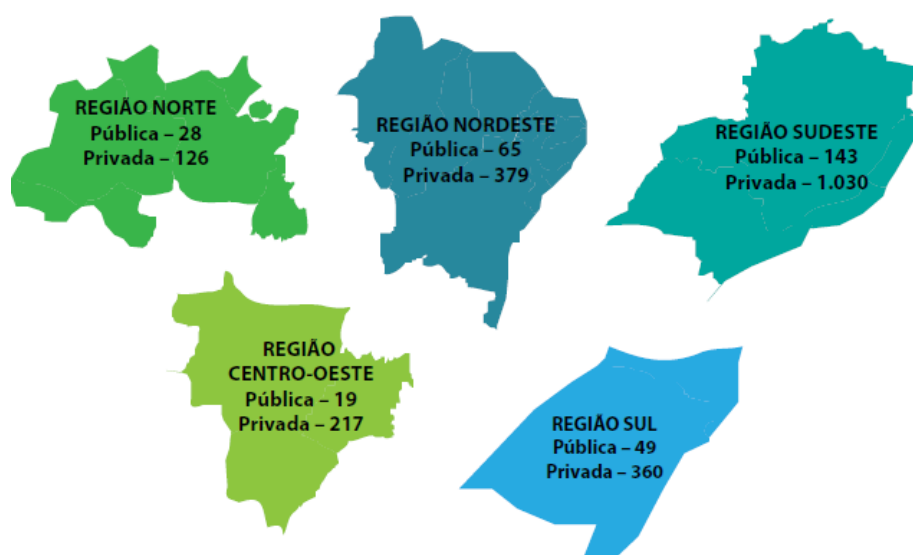 REGIÃO NORTE
Pública – 28
Privada – 126
REGIÃO NORDESTE
Pública – 65
Privada – 379
REGIÃO SUDESTE
Pública – 143
Privada – 1.030
REGIÃO
CENTRO-OESTE
Pública – 19
Privada – 217
REGIÃO SUL
Pública – 49
Privada – 360